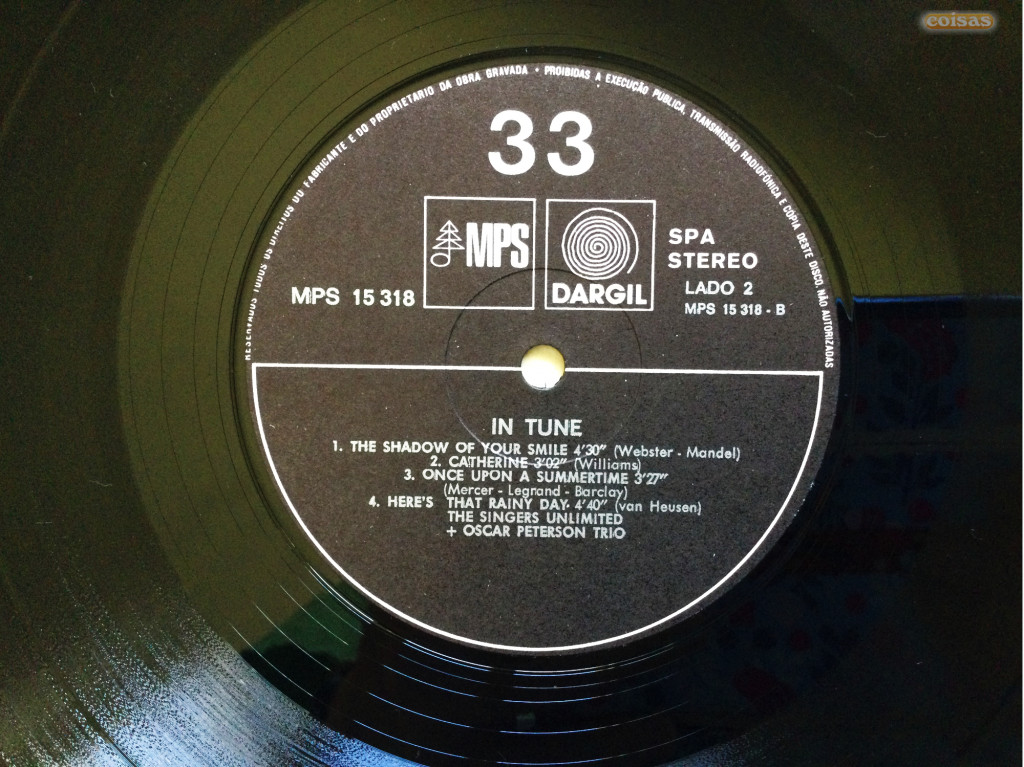 coisas
RESERVADOS TODOS OS DIREITOS DO FABRICANTE E DO PROPRIETARIO DA OBRA GRAVADA • PROIBIDAS A EXECUÇÃO PUBLICA, TRANSMISSÃO RADIOFÓNICA E COPIA DESTE DISCO, NÃO AUTORIZADAS
33
MPS
DARGIL
SPA
STEREO
MPS 15 318
LADO 2
MPS 15 318 - B
IN TUNE
1. THE SHADOW OF YOUR SMILE 4'30" (Webster - Mandel)
2. CATHERINE 3'02" (Williams)
3. ONCE UPON A SUMMERTIME 3'27"
(Mercer - Legrand - Barclay)
4. HERE'S THAT RAINY DAY. 4'40" (van Heusen)
THE SINGERS UNLIMITED
+ OSCAR PETERSON TRIO